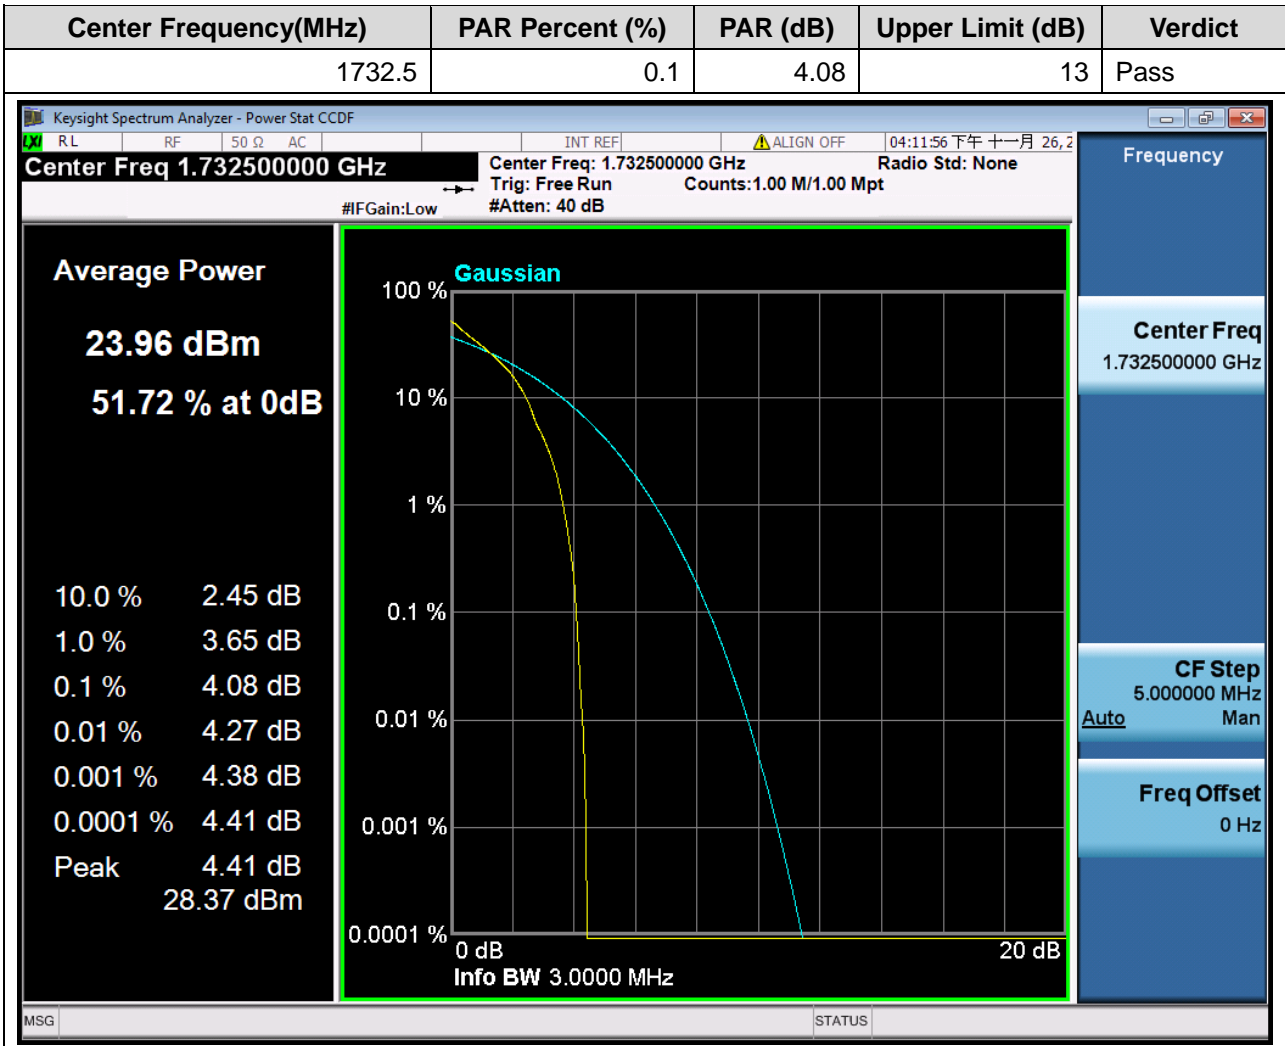 Center Frequency(MHz) PAR Percent (%) PAR (dB) Upper Limit (dB) Verdict
1732.5 0.1 4.08 13 Pass
Keysight Spectrum Analyzer - Power Stat CCDF
LXI RL RF 50 Ω AC INT REF ALIGN OFF 04:11:56 下午 十一月 26, 2
Center Freq 1.732500000 GHz
Center Freq: 1.732500000 GHz Radio Std: None
Trig: Free Run Counts:1.00 M/1.00 Mpt
#IFGain:Low #Atten: 40 dB
Frequency
Average Power
23.96 dBm
51.72 % at 0dB
10.0 % 2.45 dB
1.0 % 3.65 dB
0.1 % 4.08 dB
0.01 % 4.27 dB
0.001 % 4.38 dB
0.0001 % 4.41 dB
Peak 4.41 dB
28.37 dBm
Gaussian
100 %
10 %
1 %
0.1 %
0.01 %
0.001 %
0.0001 %
0 dB 20 dB
Info BW 3.0000 MHz
Center Freq
1.732500000 GHz
CF Step
5.000000 MHz
Auto Man
Freq Offset
0 Hz
MSG STATUS